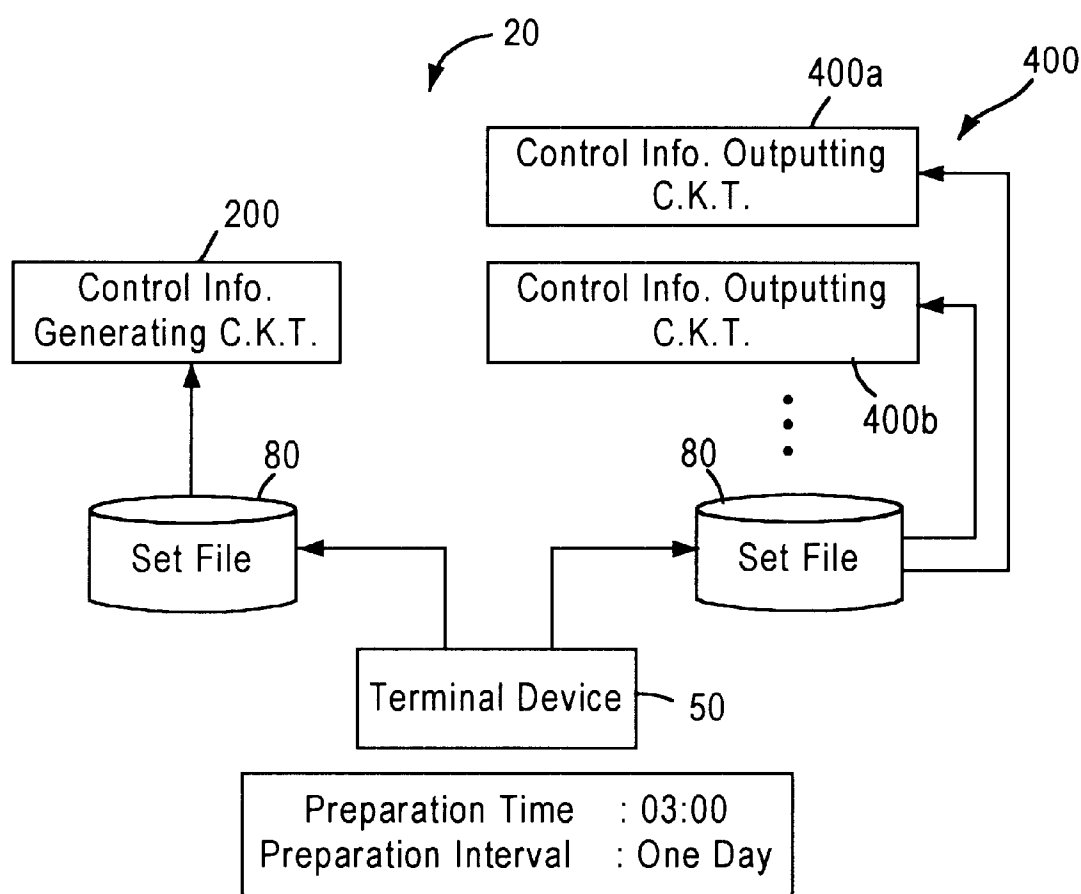 20
400a
400
Control Info. Outputting
C.K.T.
200
Control Info.
Generating C.K.T.
Control Info. Outputting
C.K.T.
400b
80
Set File
80
Set File
Terminal Device
50
Preparation Time : 03:00
Preparation Interval : One Day